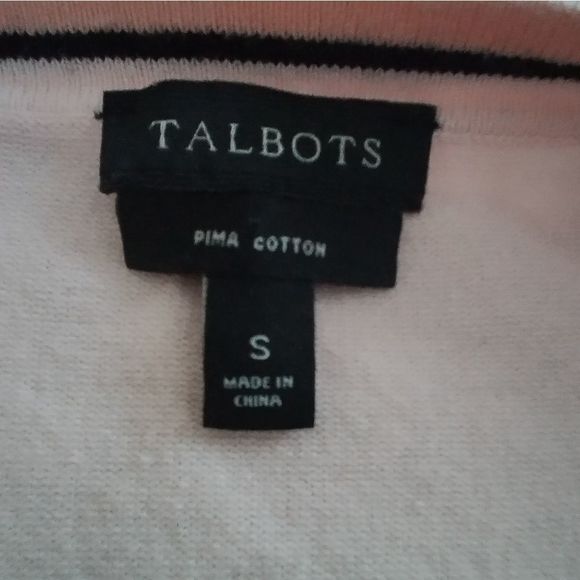 TALBOTS
PIMA COTTON
S
MADE IN
CHINA